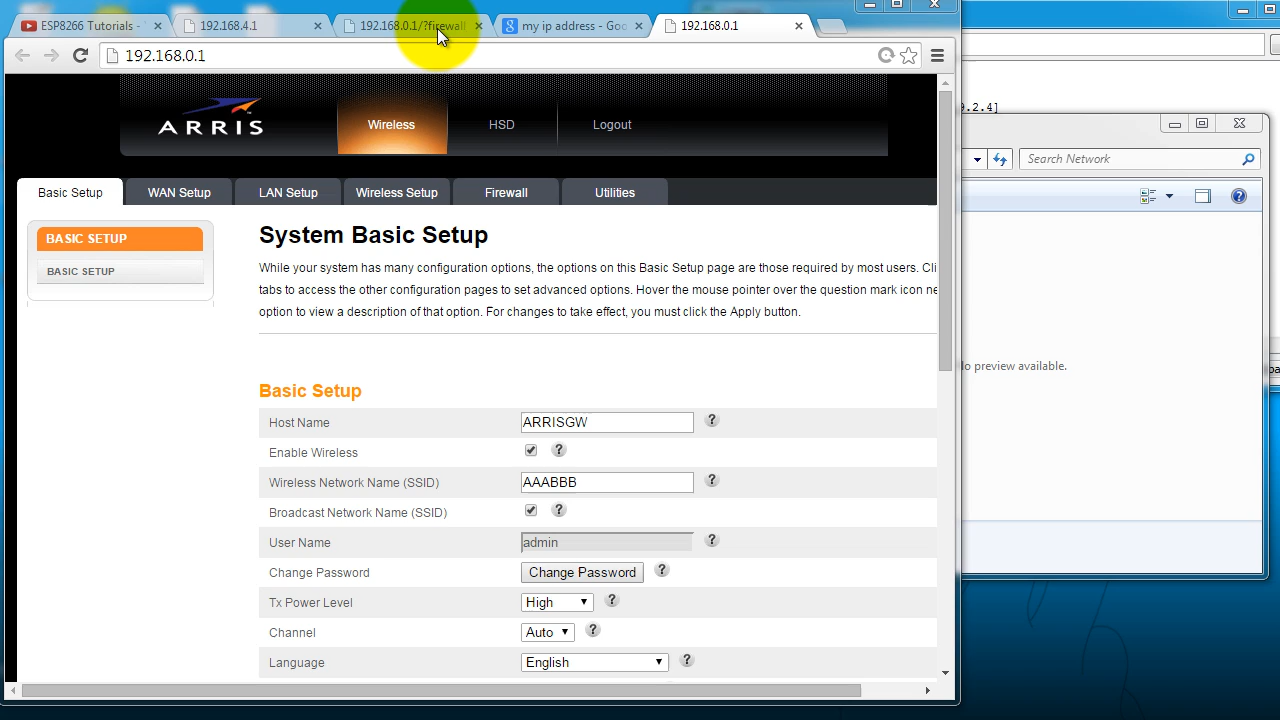 ESP8266 Tutorials -
192.168.4.1
192.168.0.1/?firewall
my ip address - Goo
192.168.0.1
192.168.0.1
9.2.4]
ARRIS
Wireless
HSD
Logout
Search Network
Basic Setup
WAN Setup
LAN Setup
Wireless Setup
Firewall
Utilities
BASIC SETUP
BASIC SETUP
System Basic Setup
While your system has many configuration options, the options on this Basic Setup page are those required by most users. Cli
tabs to access the other configuration pages to set advanced options. Hover the mouse pointer over the question mark icon ne
option to view a description of that option. For changes to take effect, you must click the Apply button.
Basic Setup
Host Name ARRISGW ?
Enable Wireless ?
Wireless Network Name (SSID) AAABBB ?
Broadcast Network Name (SSID) ?
User Name admin ?
Change Password Change Password ?
Tx Power Level High ?
Channel Auto ?
Language English ?
preview available.